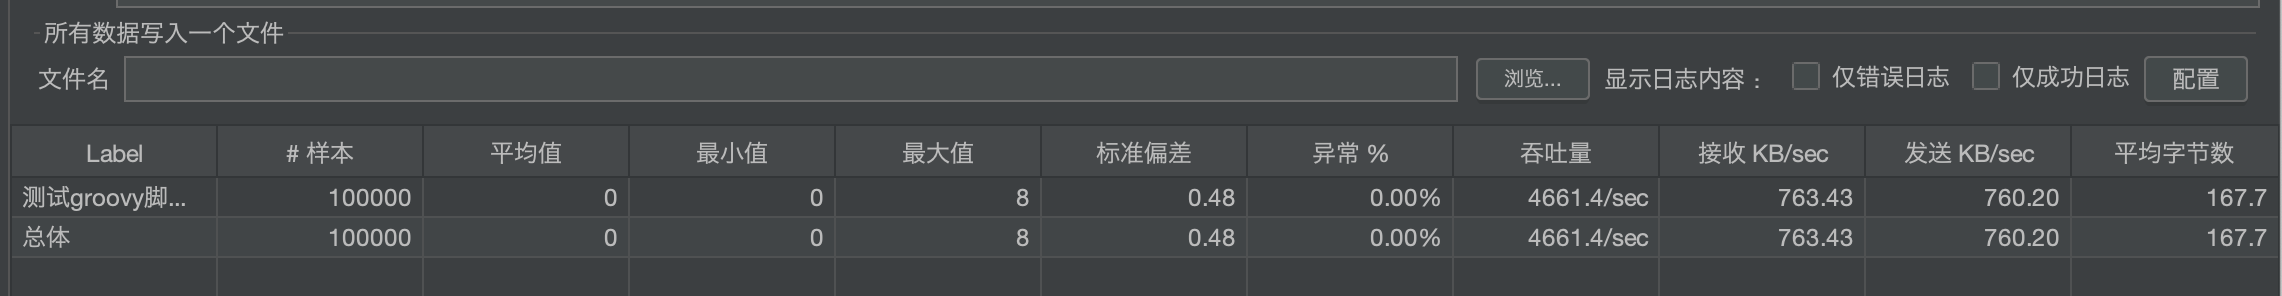 所有数据写入一个文件
文件名 浏览... 显示日志内容： 仅错误日志 仅成功日志 配置
Label # 样本 平均值 最小值 最大值 标准偏差 异常 % 吞吐量 接收 KB/sec 发送 KB/sec 平均字节数
测试groovy脚... 100000 0 0 8 0.48 0.00% 4661.4/sec 763.43 760.20 167.7
总体 100000 0 0 8 0.48 0.00% 4661.4/sec 763.43 760.20 167.7